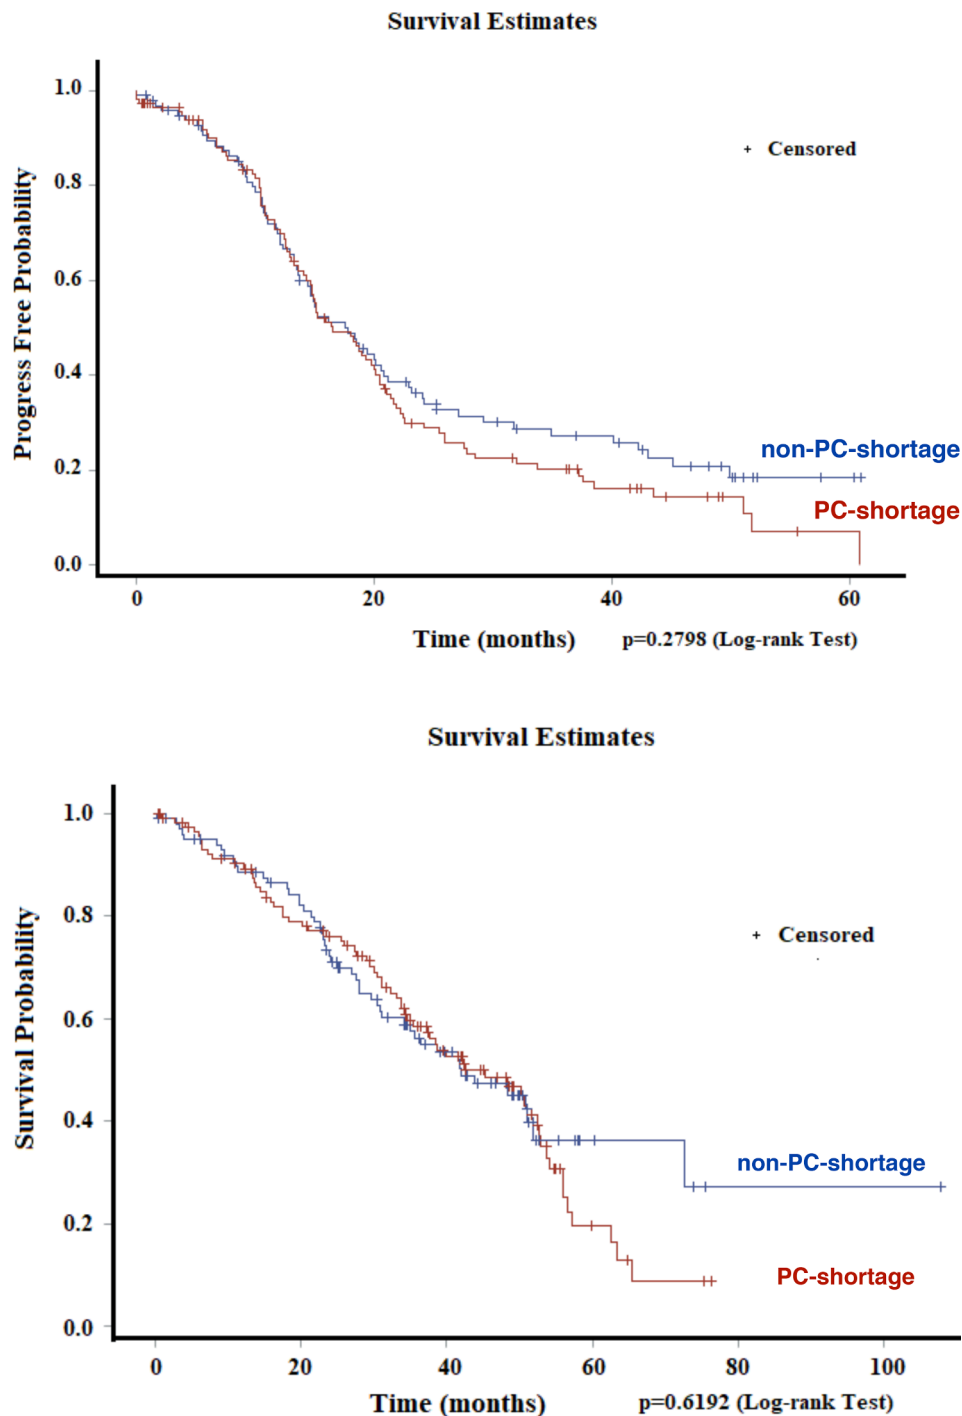 Survival Estimates
Progress Free Probability
1.0
0.8
0.6
0.4
0.2
0.0
+ Censored
non-PC-shortage
PC-shortage
0 20 40 60
Time (months) p=0.2798 (Log-rank Test)
Survival Estimates
Survival Probability
1.0
0.8
0.6
0.4
0.2
0.0
+ Censored
non-PC-shortage
PC-shortage
0 20 40 60 80 100
Time (months) p=0.6192 (Log-rank Test)